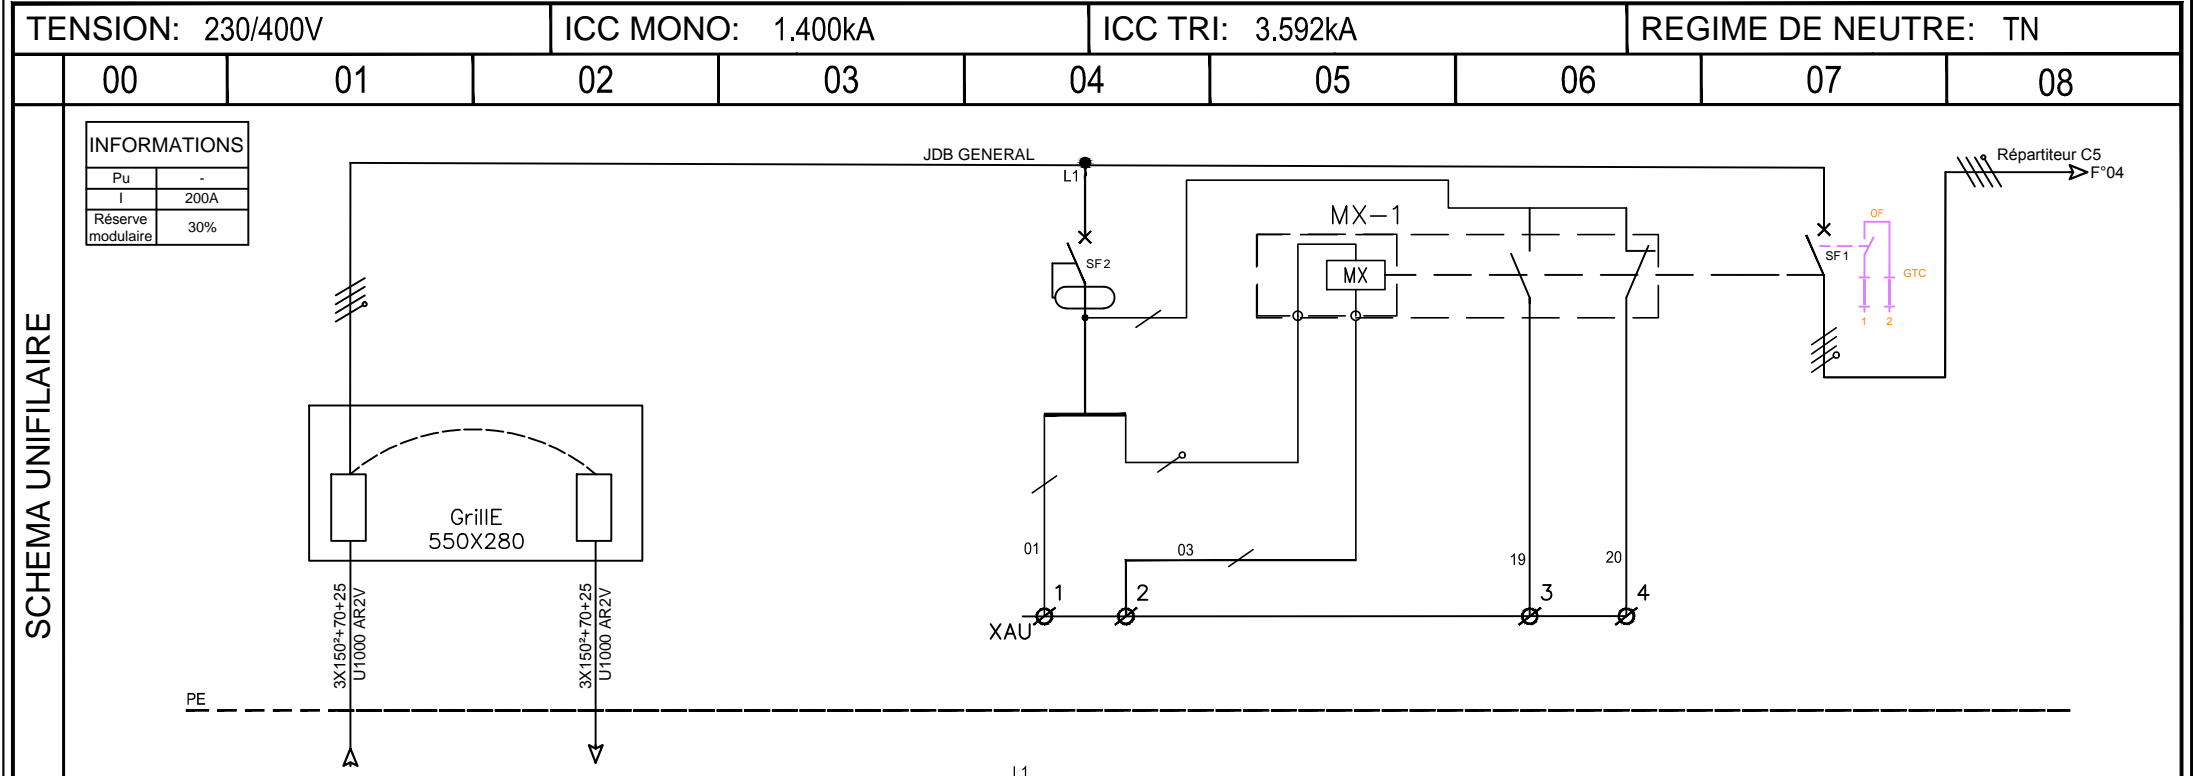 TENSION: 230/400V ICC MONO: 1.400kA ICC TRI: 3.592kA REGIME DE NEUTRE: TN
00 01 02 03 04 05 06 07 08
SCHEMA UNIFILAIRE
INFORMATIONS
Pu -
I 200A
Réserve
modulaire 30%
JDB GENERAL
L1
Répartiteur C5
F°04
MX-1
MX
SF2
SF1
OF
GTC
1 2
GrillE
550X280
01
03
19
20
1 2 3 4
XAU
3X150²+70+25
U1000 AR2V
3X150²+70+25
U1000 AR2V
PE
L1